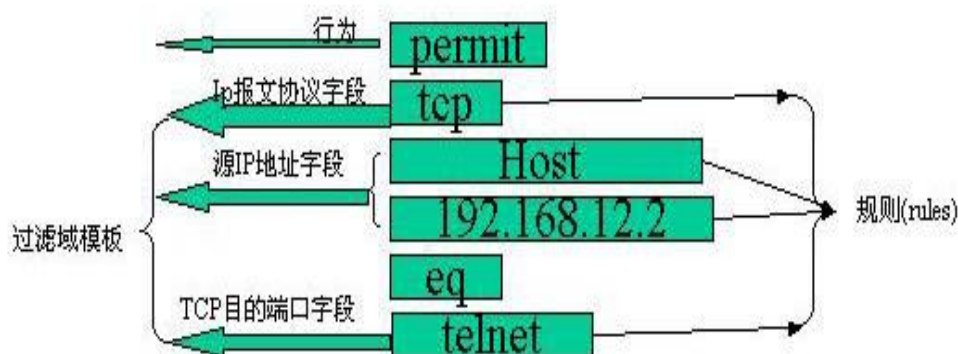 行为
permit
Ip报文协议字段
tcp
源IP地址字段
Host
192.168.12.2
规则(rules)
过滤域模板
eq
TCP目的端口字段
telnet